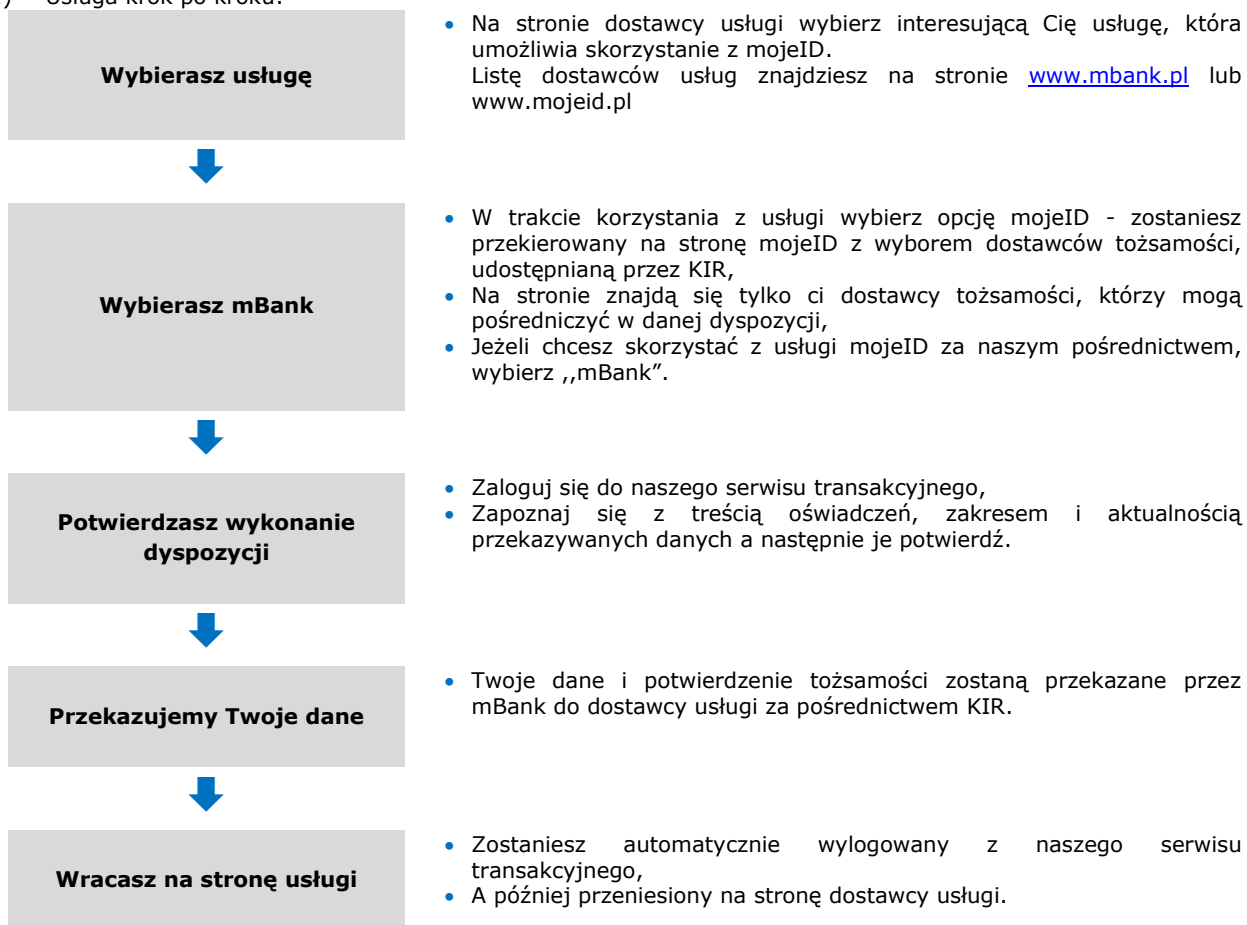 ) Usługa krok po kroku:
Wybierasz usługę
• Na stronie dostawcy usługi wybierz interesującą Cię usługę, która
umożliwia skorzystanie z mojeID.
Listę dostawców usług znajdziesz na stronie www.mbank.pl lub
www.mojeid.pl
Wybierasz mBank
• W trakcie korzystania z usługi wybierz opcję mojeID - zostaniesz
przekierowany na stronę mojeID z wyborem dostawców tożsamości,
udostępnianą przez KIR,
• Na stronie znajdą się tylko ci dostawcy tożsamości, którzy mogą
pośredniczyć w danej dyspozycji,
• Jeżeli chcesz skorzystać z usługi mojeID za naszym pośrednictwem,
wybierz ,,mBank”.
Potwierdzasz wykonanie
dyspozycji
• Zaloguj się do naszego serwisu transakcyjnego,
• Zapoznaj się z treścią oświadczeń, zakresem i aktualnością
przekazywanych danych a następnie je potwierdź.
Przekazujemy Twoje dane
• Twoje dane i potwierdzenie tożsamości zostaną przekazane przez
mBank do dostawcy usługi za pośrednictwem KIR.
Wracasz na stronę usługi
• Zostaniesz automatycznie wylogowany z naszego serwisu
transakcyjnego,
• A później przeniesiony na stronę dostawcy usługi.